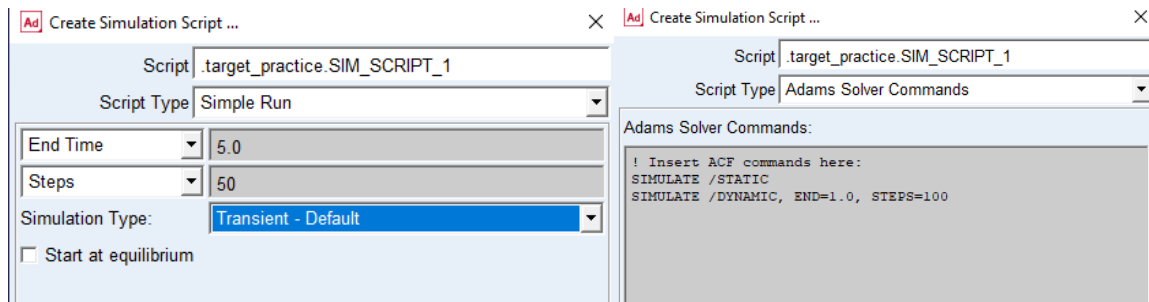 Ad Create Simulation Script ...
Script .target_practice.SIM_SCRIPT_1
Script Type Simple Run
End Time 5.0
Steps 50
Simulation Type: Transient - Default
Start at equilibrium
Ad Create Simulation Script ...
Script .target_practice.SIM_SCRIPT_1
Script Type Adams Solver Commands
Adams Solver Commands:
! Insert ACF commands here:
SIMULATE /STATIC
SIMULATE /DYNAMIC, END=1.0, STEPS=100